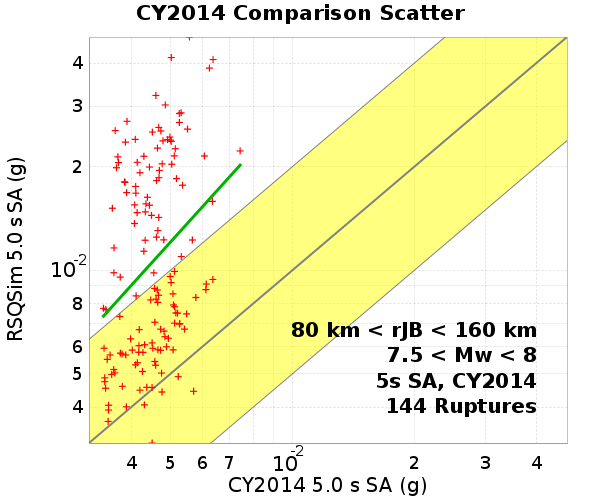 CY2014 Comparison Scatter
RSQSim 5.0 s SA (g)
4
3
2
10-2
8
6
5
4
80 km < rJB < 160 km
7.5 < Mw < 8
5s SA, CY2014
144 Ruptures
4 5 6 7 10-2 2 3 4
CY2014 5.0 s SA (g)